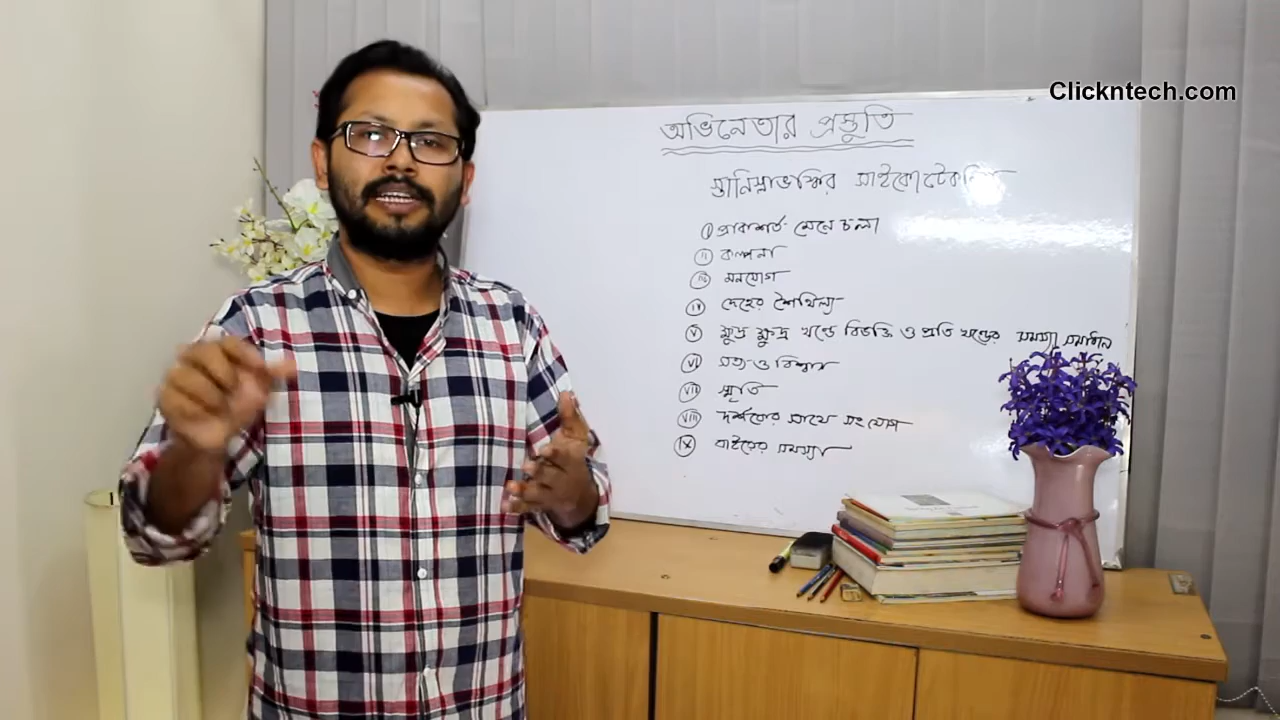 Clickntech.com
অভিনেতার প্রস্তুতি
স্তানিস্লাভস্কির সাইকোটেকনিক
i প্রাকশর্ত মেনে চলা
ii কল্পনা
iii মনযোগ
iv দেহের শৈথিল্য
v ক্ষুদ্র ক্ষুদ্র খণ্ডে বিভক্তি ও প্রতি খণ্ডের সমস্যা সমাধান
vi সত্য ও বিশ্বাস
vii স্মৃতি
viii দর্শকের সাথে সংযোগ
ix বাইরের সমস্যা